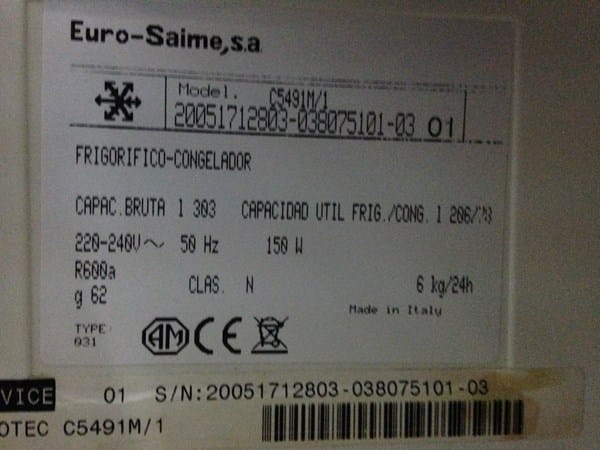 Euro-Saime,s.a
Model. C5491M/1
20051712803-038075101-03 01
FRIGORIFICO-CONGELADOR
CAPAC.BRUTA l 303 CAPACIDAD UTIL FRIG./CONG. l 206/
220-240V~ 50 Hz 150 W
R600a
g 62 CLAS. N 6 kg/24h
Made in Italy
TYPE
031
AM CE
VICE 01 S/N:20051712803-038075101-03
OTEC C5491M/1